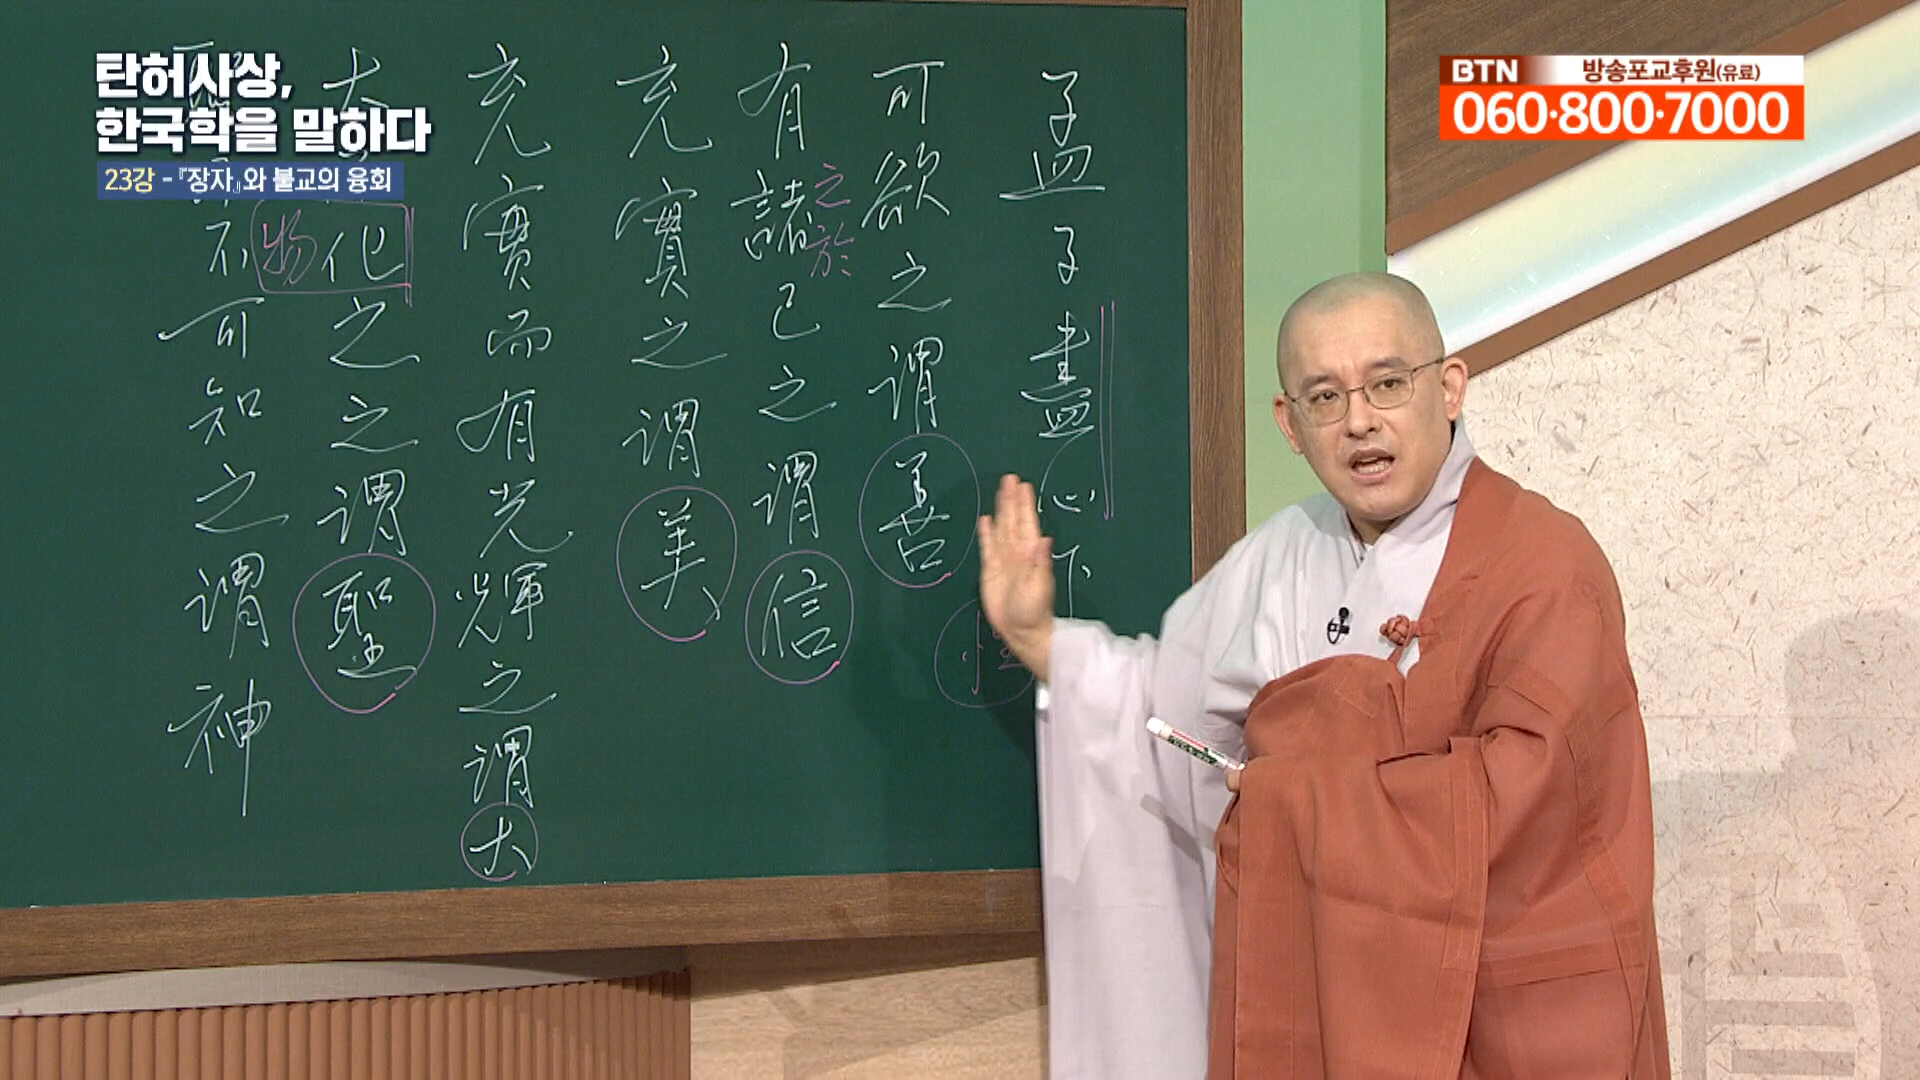 탄허사상,
한국학을 말하다
23강 - 『장자』와 불교의 융회
BTN 방송포교후원(유료)
060·800·7000
孟子盡心下
可欲之謂善
有諸己之謂信
之於
充實之謂美
充實而有光輝之謂大
大
化之之謂聖
物
不可知之謂神